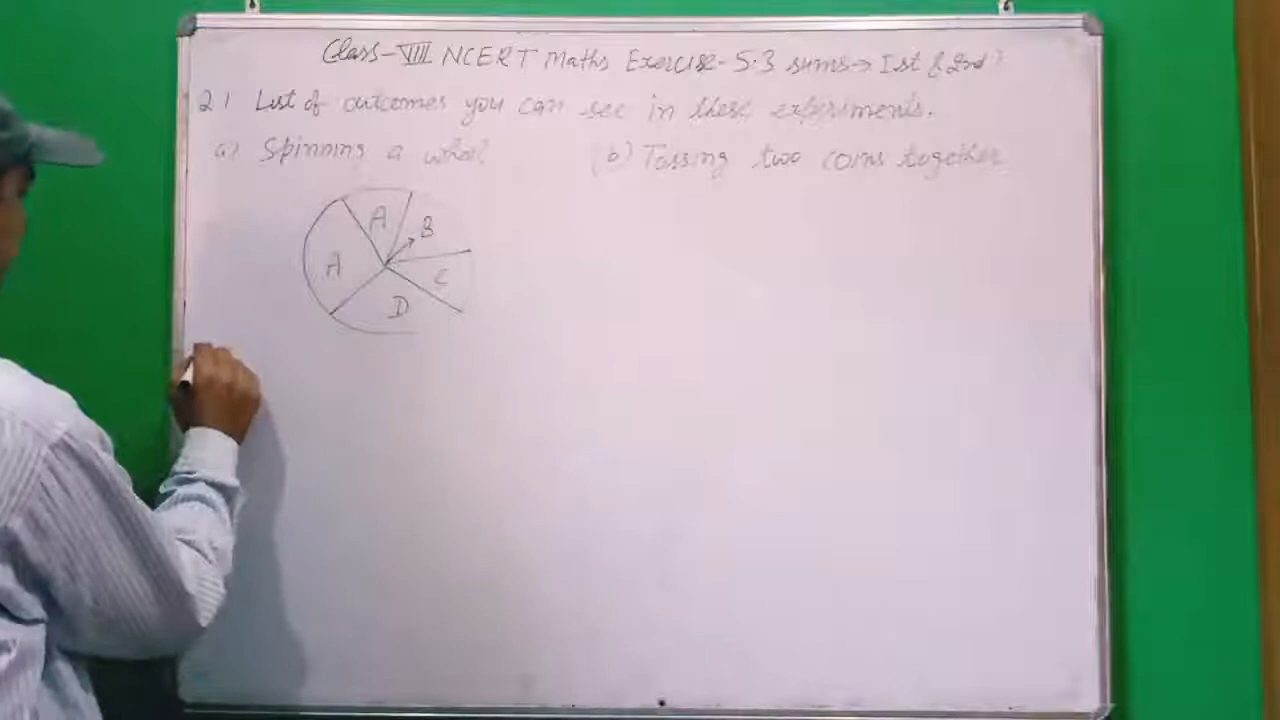 Class-VIII NCERT Maths Exercise-5.3 sums→ Ist & 2nd
2) List of outcomes you can see in these experiments.
a) Spinning a wheel (b) Tossing two coins together
A
B
A
C
D